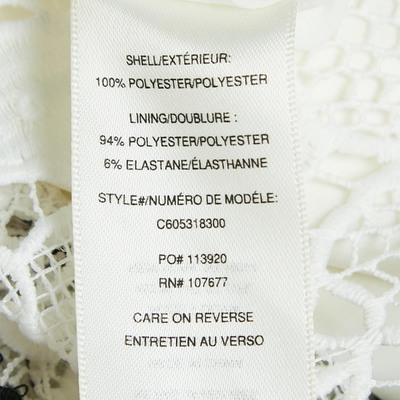 SHELL/EXTÉRIEUR:
100% POLYESTER/POLYESTER
LINING/DOUBLURE :
94% POLYESTER/POLYESTER
6% ELASTANE/ÉLASTHANNE
STYLE#/NUMÉRO DE MODÉLE:
C605318300
PO# 113920
RN# 107677
CARE ON REVERSE
ENTRETIEN AU VERSO